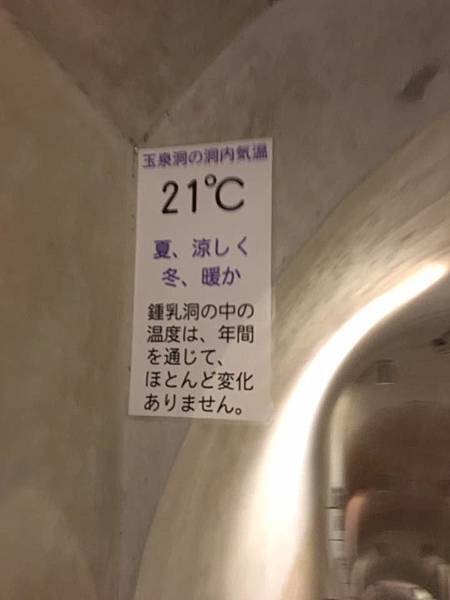 玉泉洞の洞内気温
21℃
夏、涼しく
冬、暖か
鍾乳洞の中の
温度は、年間
を通じて、
ほとんど変化
ありません。